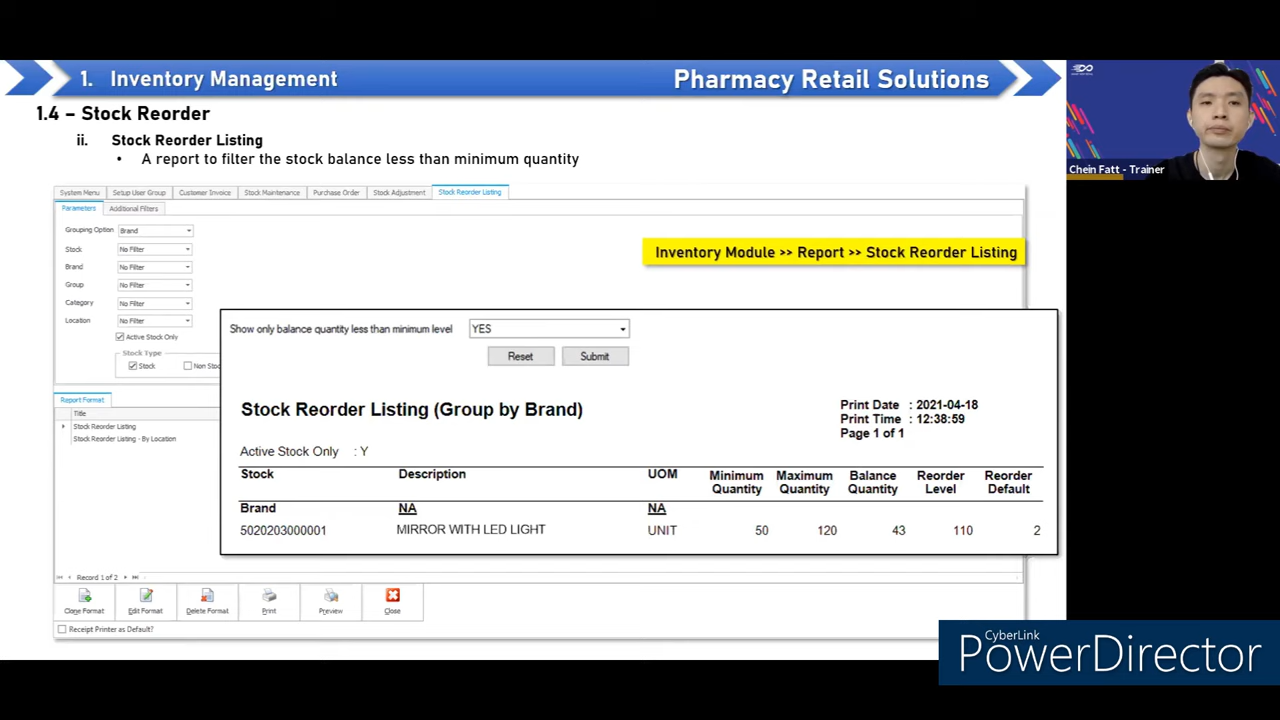 1. Inventory Management
Pharmacy Retail Solutions
1.4 – Stock Reorder
ii. Stock Reorder Listing
• A report to filter the stock balance less than minimum quantity
Chein Fatt - Trainer
System Menu Setup User Group Customer Invoice Stock Maintenance Purchase Order Stock Adjustment Stock Reorder Listing
Parameters Additional Filters
Grouping Option Brand
Stock No Filter
Brand No Filter
Group No Filter
Category No Filter
Location No Filter
Active Stock Only
Stock Type
Stock Non Stoc
Inventory Module >> Report >> Stock Reorder Listing
Report Format
Title
Stock Reorder Listing
Stock Reorder Listing - By Location
Show only balance quantity less than minimum level YES
Reset Submit
Stock Reorder Listing (Group by Brand)
Print Date : 2021-04-18
Print Time : 12:38:59
Page 1 of 1
Active Stock Only : Y
Stock Description UOM Minimum Quantity Maximum Quantity Balance Quantity Reorder Level Reorder Default
Brand NA NA
5020203000001 MIRROR WITH LED LIGHT UNIT 50 120 43 110 2
Record 1 of 2
Clone Format Edit Format Delete Format Print Preview Close
Receipt Printer as Default?
CyberLink
PowerDirector